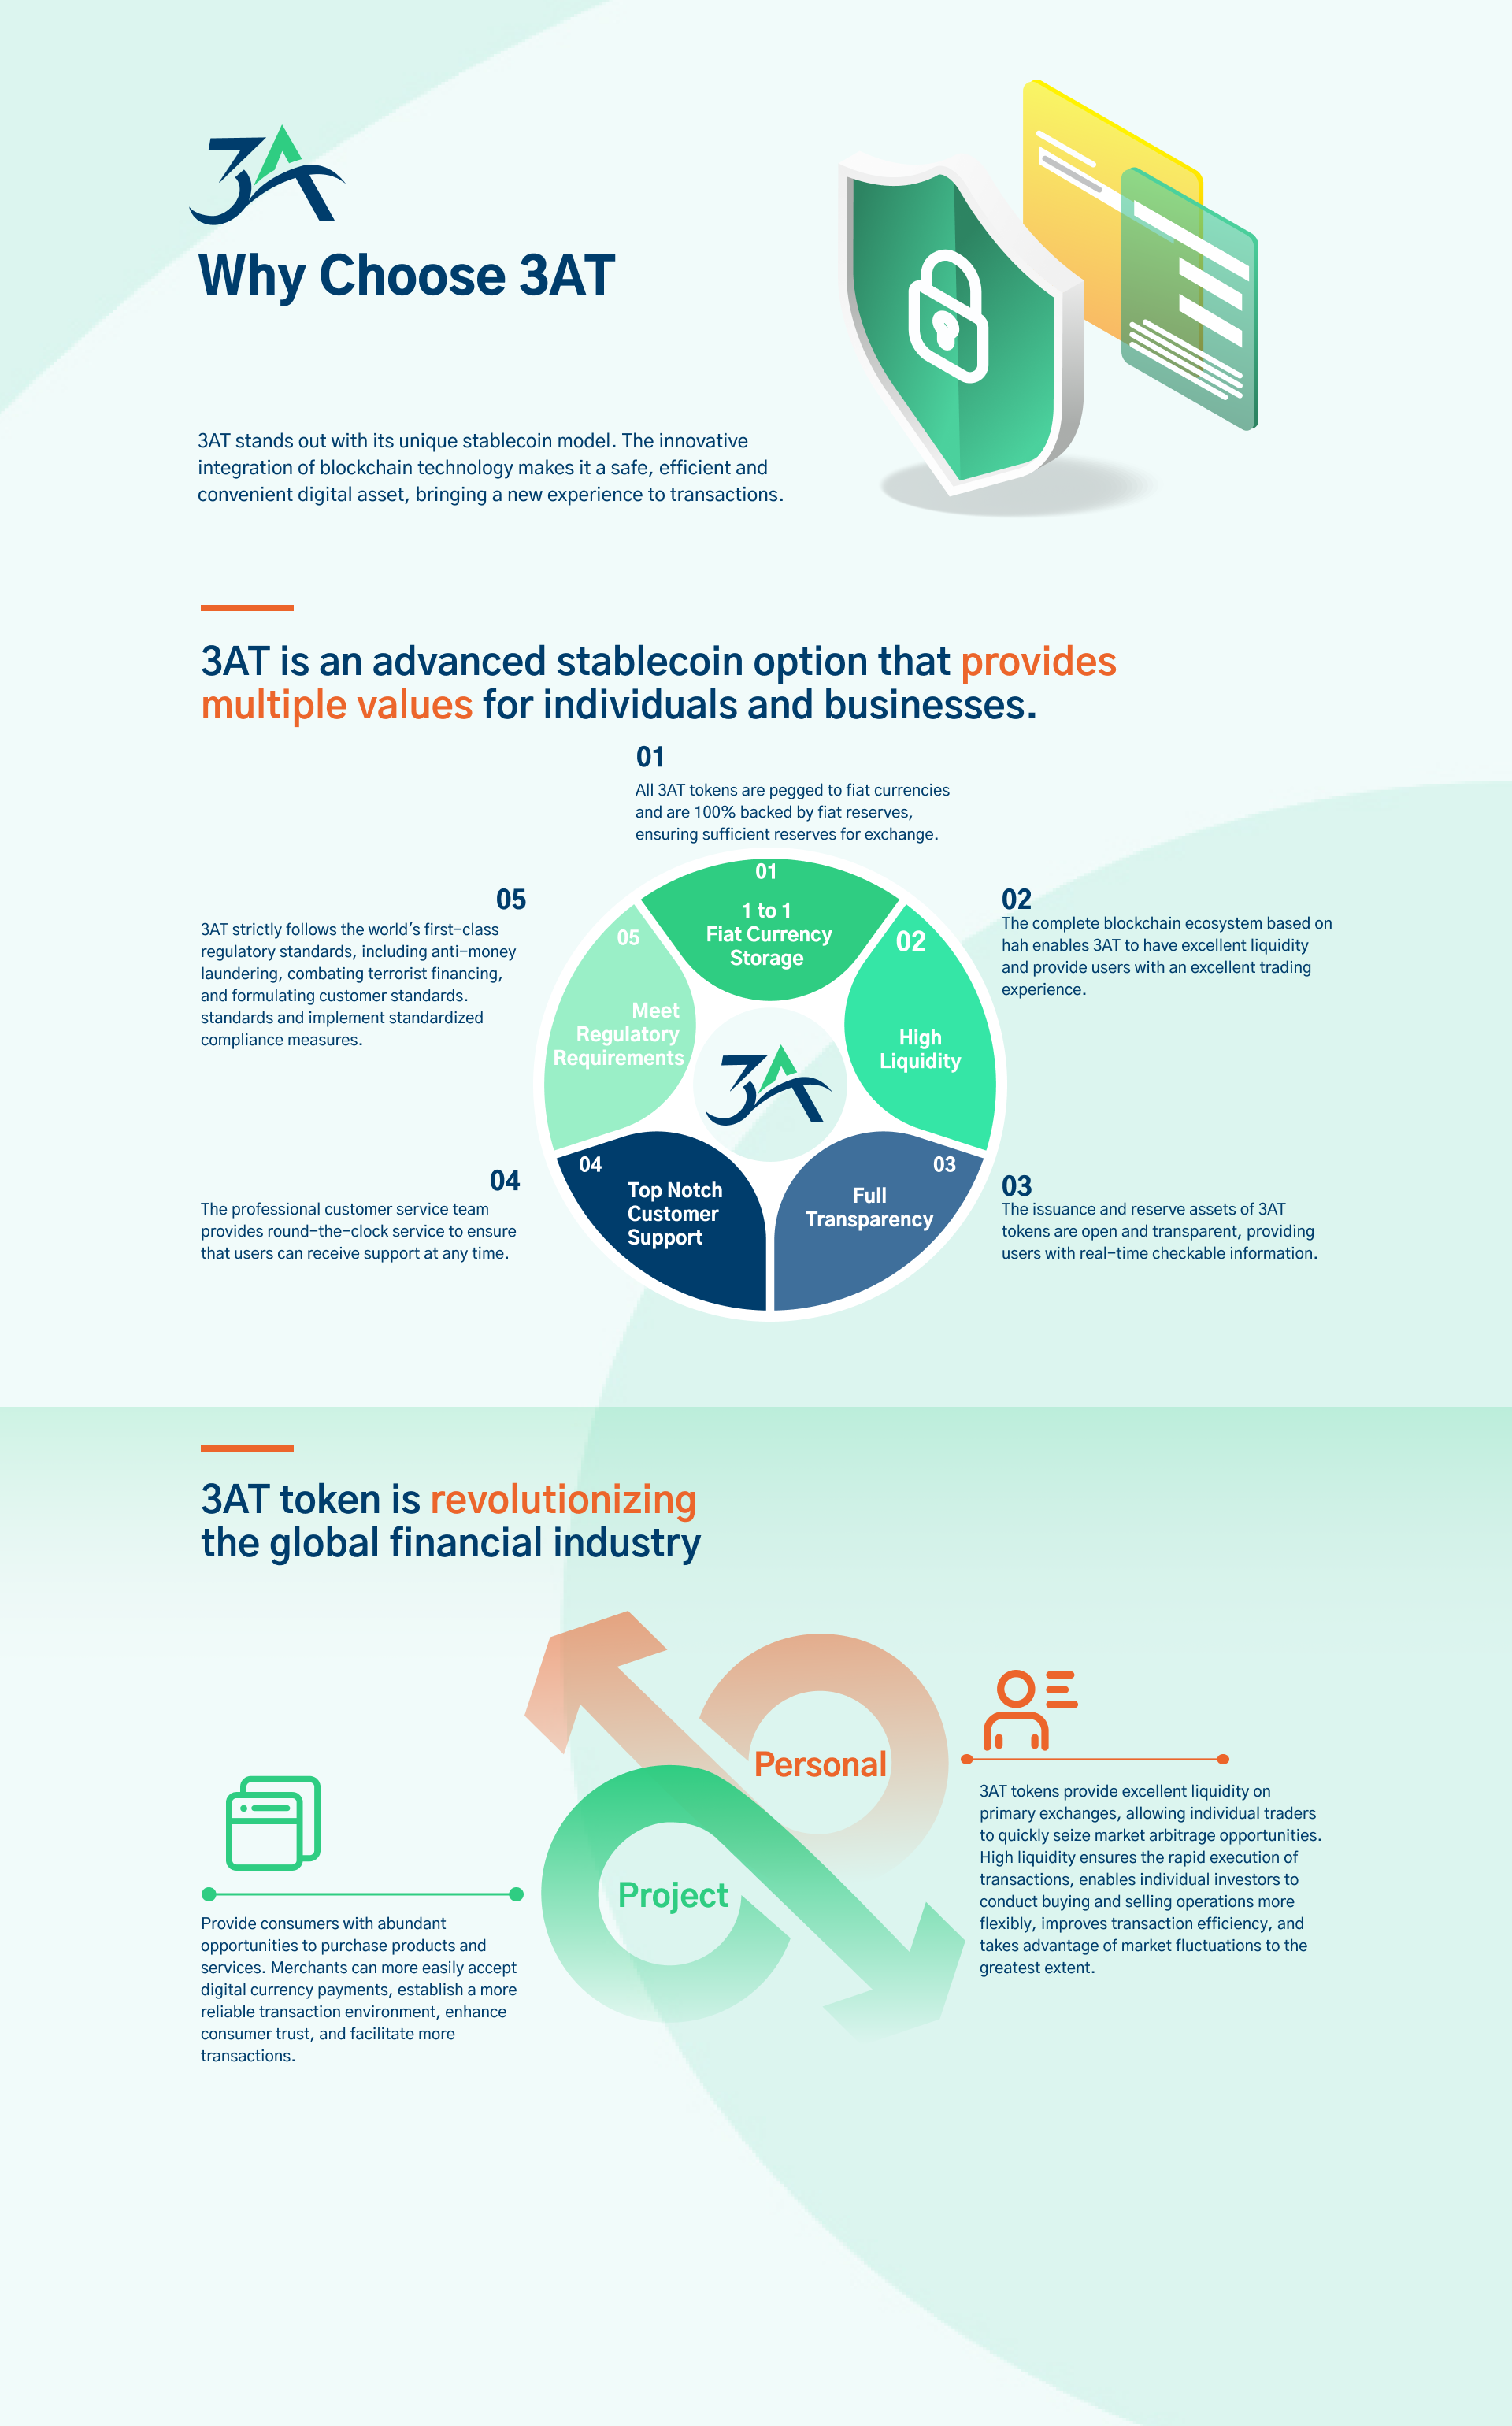 3A
Why Choose 3AT
3AT stands out with its unique stablecoin model. The innovative
integration of blockchain technology makes it a safe, efficient and
convenient digital asset, bringing a new experience to transactions.
3AT is an advanced stablecoin option that provides
multiple values for individuals and businesses.
01
All 3AT tokens are pegged to fiat currencies
and are 100% backed by fiat reserves,
ensuring sufficient reserves for exchange.
05
3AT strictly follows the world's first-class
regulatory standards, including anti-money
laundering, combating terrorist financing,
and formulating customer standards.
standards and implement standardized
compliance measures.
02
The complete blockchain ecosystem based on
hah enables 3AT to have excellent liquidity
and provide users with an excellent trading
experience.
01
1 to 1
Fiat Currency
Storage
02
High
Liquidity
05
Meet
Regulatory
Requirements
3A
04
Top Notch
Customer
Support
03
Full
Transparency
04
The professional customer service team
provides round-the-clock service to ensure
that users can receive support at any time.
03
The issuance and reserve assets of 3AT
tokens are open and transparent, providing
users with real-time checkable information.
3AT token is revolutionizing
the global financial industry
Personal
Project
3AT tokens provide excellent liquidity on
primary exchanges, allowing individual traders
to quickly seize market arbitrage opportunities.
High liquidity ensures the rapid execution of
transactions, enables individual investors to
conduct buying and selling operations more
flexibly, improves transaction efficiency, and
takes advantage of market fluctuations to the
greatest extent.
Provide consumers with abundant
opportunities to purchase products and
services. Merchants can more easily accept
digital currency payments, establish a more
reliable transaction environment, enhance
consumer trust, and facilitate more
transactions.